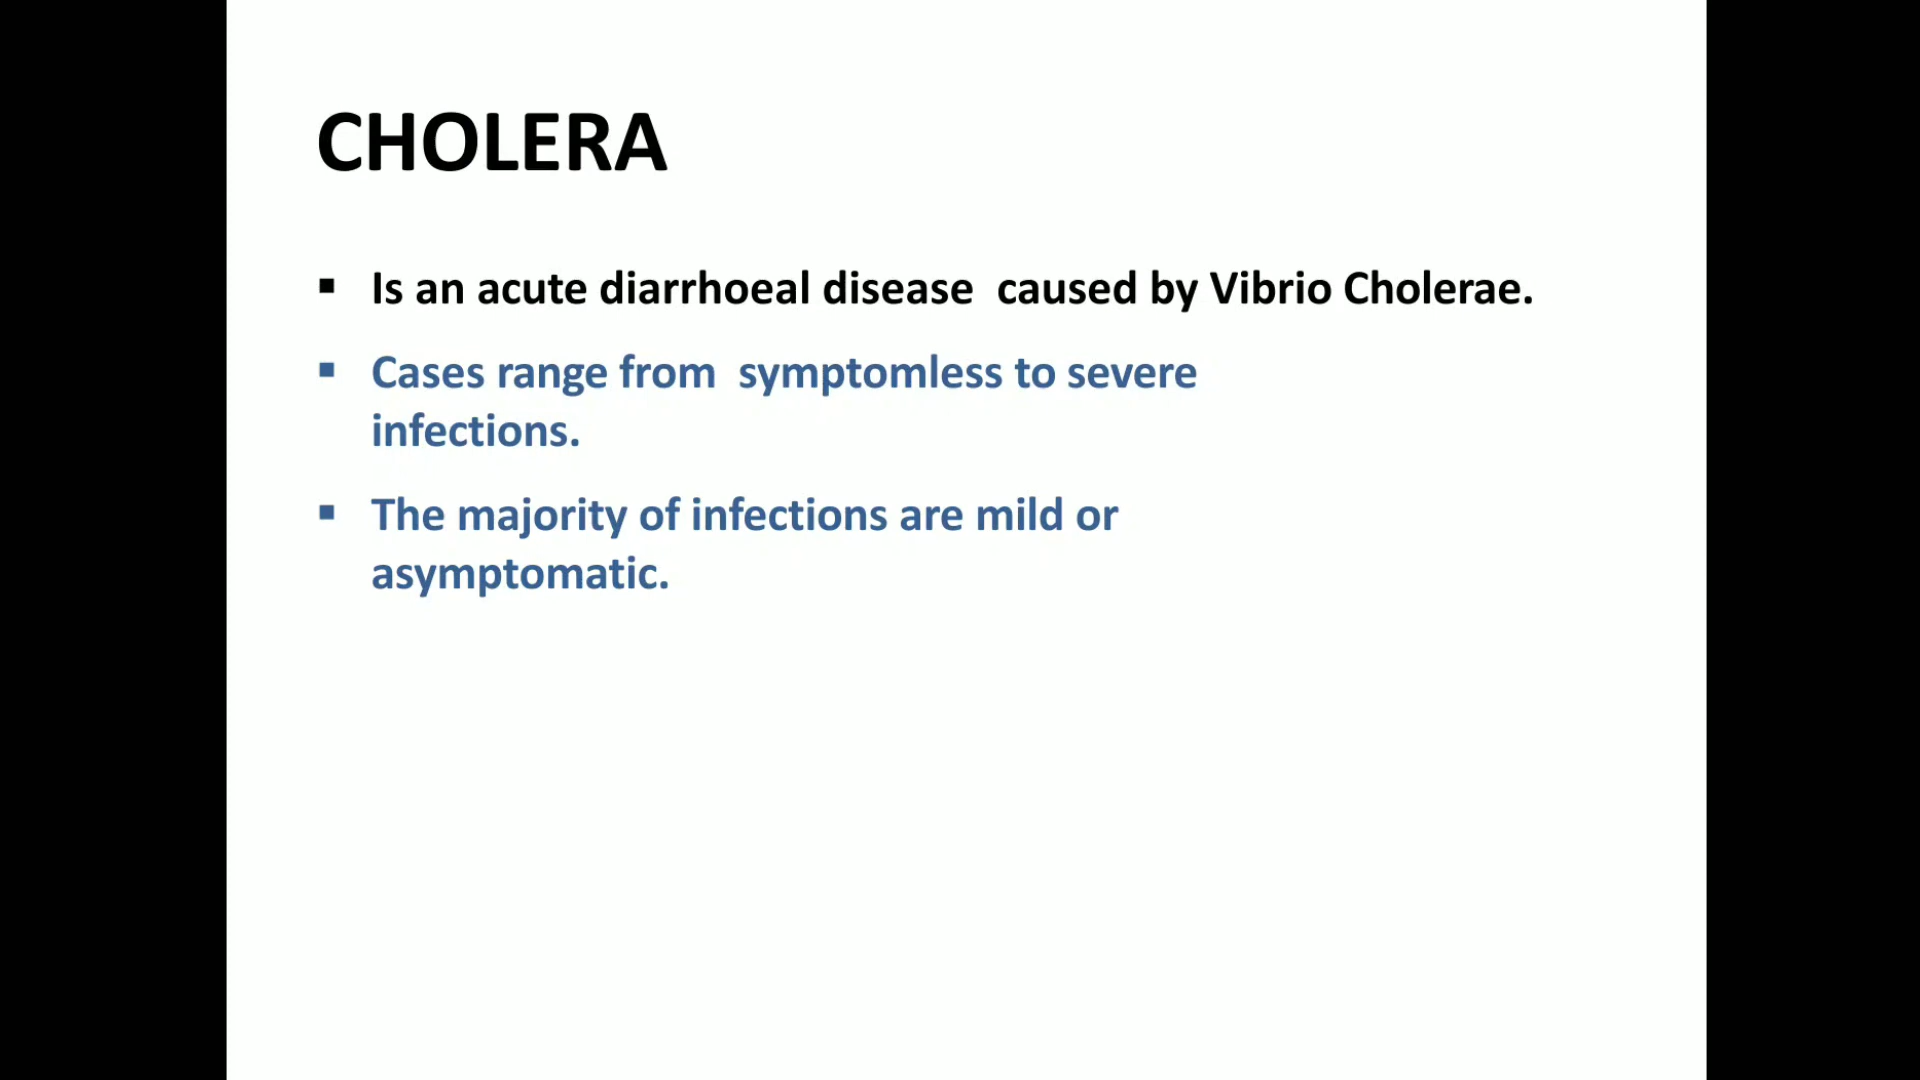 CHOLERA
▪ Is an acute diarrhoeal disease  caused by Vibrio Cholerae.
▪ Cases range from  symptomless to severe
infections.
▪ The majority of infections are mild or
asymptomatic.